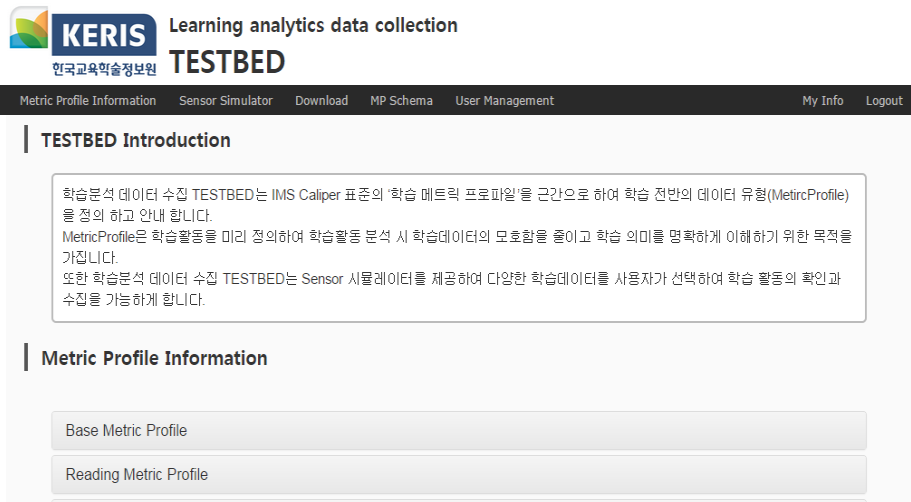 KERIS
한국교육학술정보원
Learning analytics data collection
TESTBED
Metric Profile Information Sensor Simulator Download MP Schema User Management My Info Logout
TESTBED Introduction
학습분석 데이터 수집 TESTBED는 IMS Caliper 표준의 '학습 메트릭 프로파일'을 근간으로 하여 학습 전반의 데이터 유형(MetircProfile)
을 정의 하고 안내 합니다.
MetricProfile은 학습활동을 미리 정의하여 학습활동 분석 시 학습데이터의 모호함을 줄이고 학습 의미를 명확하게 이해하기 위한 목적을
가집니다.
또한 학습분석 데이터 수집 TESTBED는 Sensor 시뮬레이터를 제공하여 다양한 학습데이터를 사용자가 선택하여 학습 활동의 확인과
수집을 가능하게 합니다.
Metric Profile Information
Base Metric Profile
Reading Metric Profile